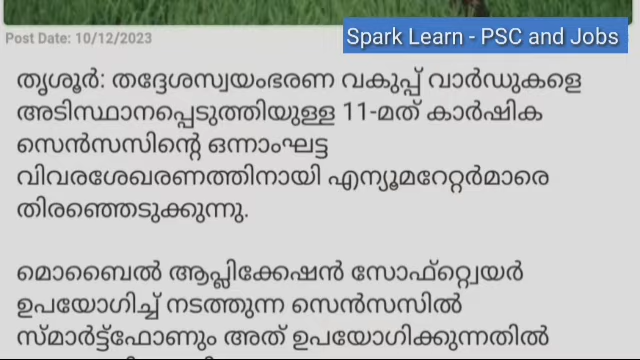 Post Date: 10/12/2023
Spark Learn - PSC and Jobs
തൃശൂർ: തദ്ദേശസ്വയംഭരണ വകുപ്പ് വാർഡുകളെ
അടിസ്ഥാനപ്പെടുത്തിയുള്ള 11-മത് കാർഷിക
സെൻസസിന്റെ ഒന്നാംഘട്ട
വിവരശേഖരണത്തിനായി എന്യൂമറേറ്റർമാരെ
തിരഞ്ഞെടുക്കുന്നു.
മൊബൈൽ ആപ്ലിക്കേഷൻ സോഫ്റ്റ്വെയർ
ഉപയോഗിച്ച് നടത്തുന്ന സെൻസസിൽ
സ്മാർട്ട്ഫോണും അത് ഉപയോഗിക്കുന്നതിൽ